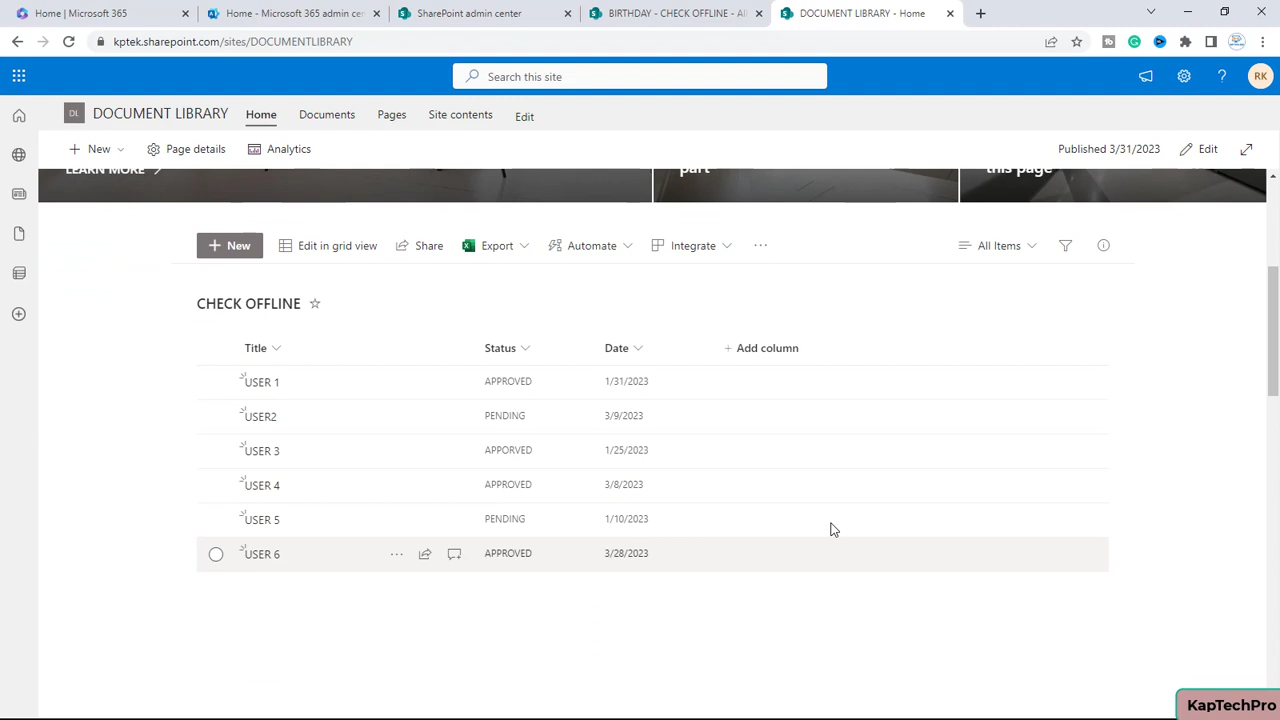 Home | Microsoft 365
Home - Microsoft 365 admin cen
SharePoint admin center
BIRTHDAY - CHECK OFFLINE - All
DOCUMENT LIBRARY - Home
kptek.sharepoint.com/sites/DOCUMENTLIBRARY
Search this site
RK
DL
DOCUMENT LIBRARY
Home
Documents
Pages
Site contents
Edit
New
Page details
Analytics
Published 3/31/2023
Edit
LEARN MORE
part
this page
New
Edit in grid view
Share
Export
Automate
Integrate
All Items
CHECK OFFLINE
Title Status Date + Add column
USER 1 APPROVED 1/31/2023
USER2 PENDING 3/9/2023
USER 3 APPORVED 1/25/2023
USER 4 APPROVED 3/8/2023
USER 5 PENDING 1/10/2023
USER 6 APPROVED 3/28/2023
KapTechPro